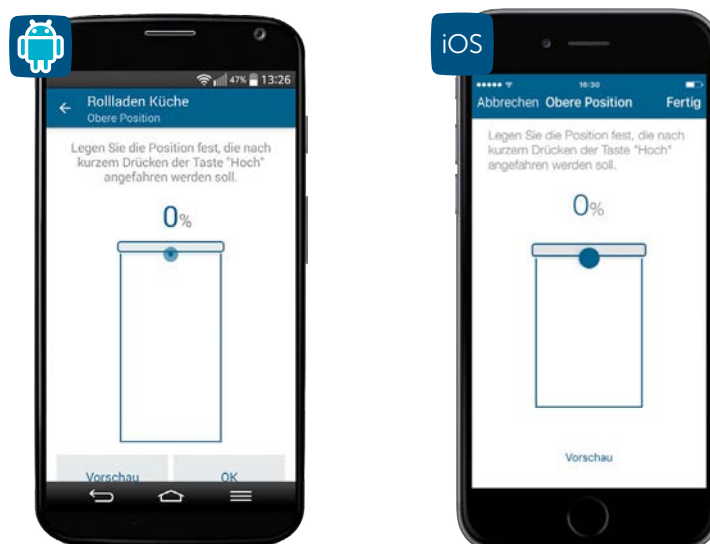 47% 13:26
Rollladen Küche
Obere Position
Legen Sie die Position fest, die nach
kurzem Drücken der Taste "Hoch"
angefahren werden soll.
0%
Vorschau OK
iOS
16:30
Abbrechen Obere Position Fertig
Legen Sie die Position fest, die nach
kurzem Drücken der Taste "Hoch"
angefahren werden soll.
0%
Vorschau